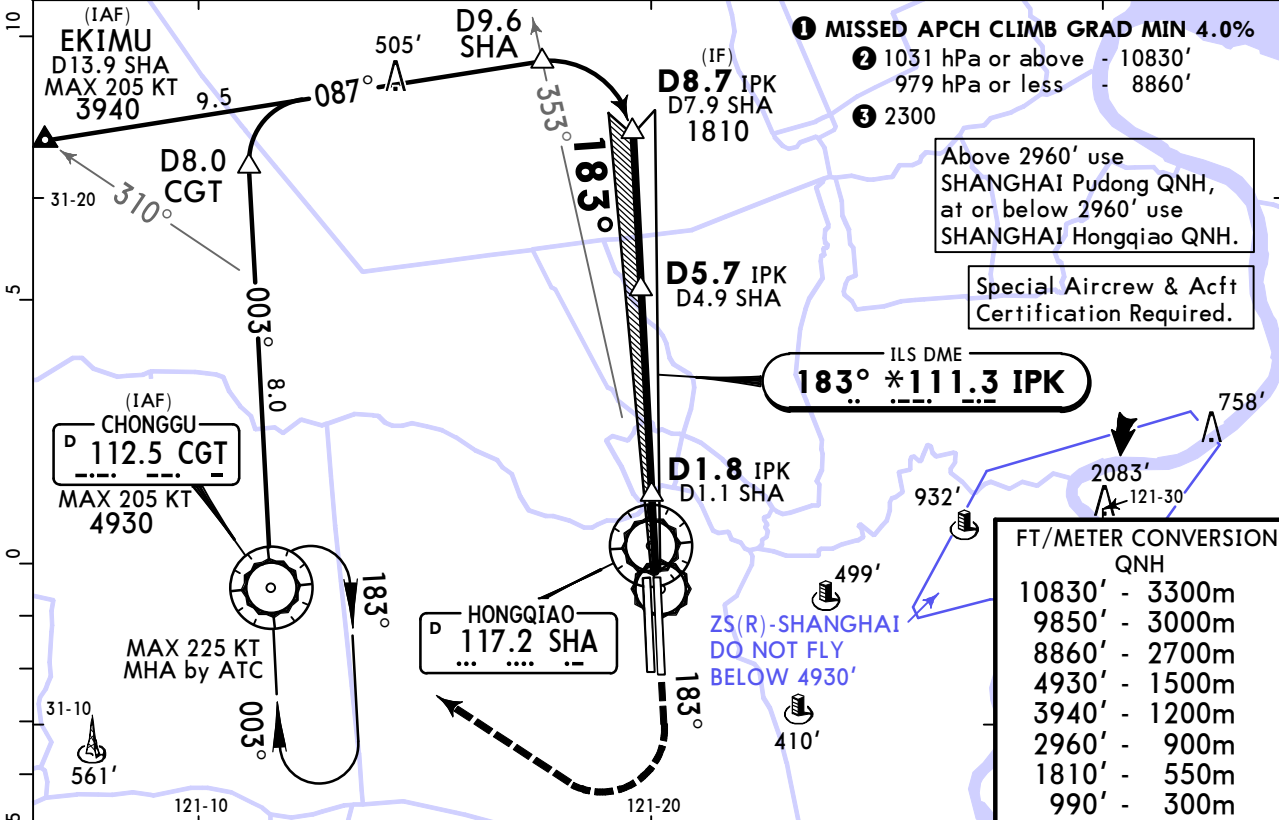 10
(IAF)
EKIMU
D13.9 SHA
MAX 205 KT
3940
9.5
087°
505'
D9.6
SHA
(IF)
D8.7 IPK
D7.9 SHA
1810
❶ MISSED APCH CLIMB GRAD MIN 4.0%
❷ 1031 hPa or above - 10830'
979 hPa or less - 8860'
❸ 2300
Above 2960' use
SHANGHAI Pudong QNH,
at or below 2960' use
SHANGHAI Hongqiao QNH.
Special Aircrew & Acft
Certification Required.
D8.0
CGT
31-20
310°
353°
183°
5
003°
8.0
D5.7 IPK
D4.9 SHA
ILS DME
183° *111.3 IPK
(IAF)
CHONGGU
D 112.5 CGT
MAX 205 KT
4930
D1.8 IPK
D1.1 SHA
758'
2083'
121-30
932'
499'
0
183°
HONGQIAO
D 117.2 SHA
ZS(R)-SHANGHAI
DO NOT FLY
BELOW 4930'
MAX 225 KT
MHA by ATC
003°
183°
31-10
561'
410'
121-10
121-20
5
FT/METER CONVERSION
QNH
10830' - 3300m
9850' - 3000m
8860' - 2700m
4930' - 1500m
3940' - 1200m
2960' - 900m
1810' - 550m
990' - 300m